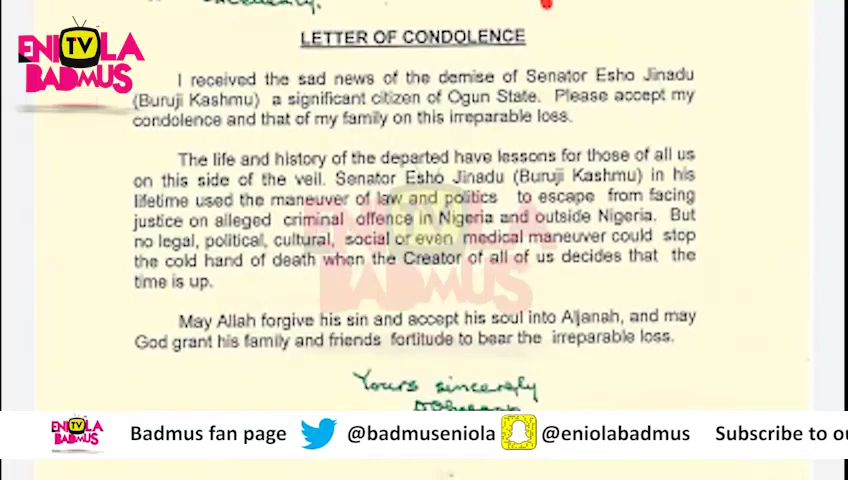 ENIOLA
TV
BADMUS
LETTER OF CONDOLENCE
I received the sad news of the demise of Senator Esho Jinadu
(Buruji Kashmu) a significant citizen of Ogun State. Please accept my
condolence and that of my family on this irreparable loss.
The life and history of the departed have lessons for those of all us
on this side of the veil. Senator Esho Jinadu (Buruji Kashmu) in his
lifetime used the maneuver of law and politics to escape from facing
justice on alleged criminal offence in Nigeria and outside Nigeria. But
no legal, political, cultural, social or even medical maneuver could stop
the cold hand of death when the Creator of all of us decides that the
time is up.
May Allah forgive his sin and accept his soul into Aljanah, and may
God grant his family and friends fortitude to bear the irreparable loss.
Yours sincerely
ENIOLA
TV
BADMUS
ENIOLA
TV
BADMUS
Badmus fan page @badmuseniola @eniolabadmus Subscribe to ou